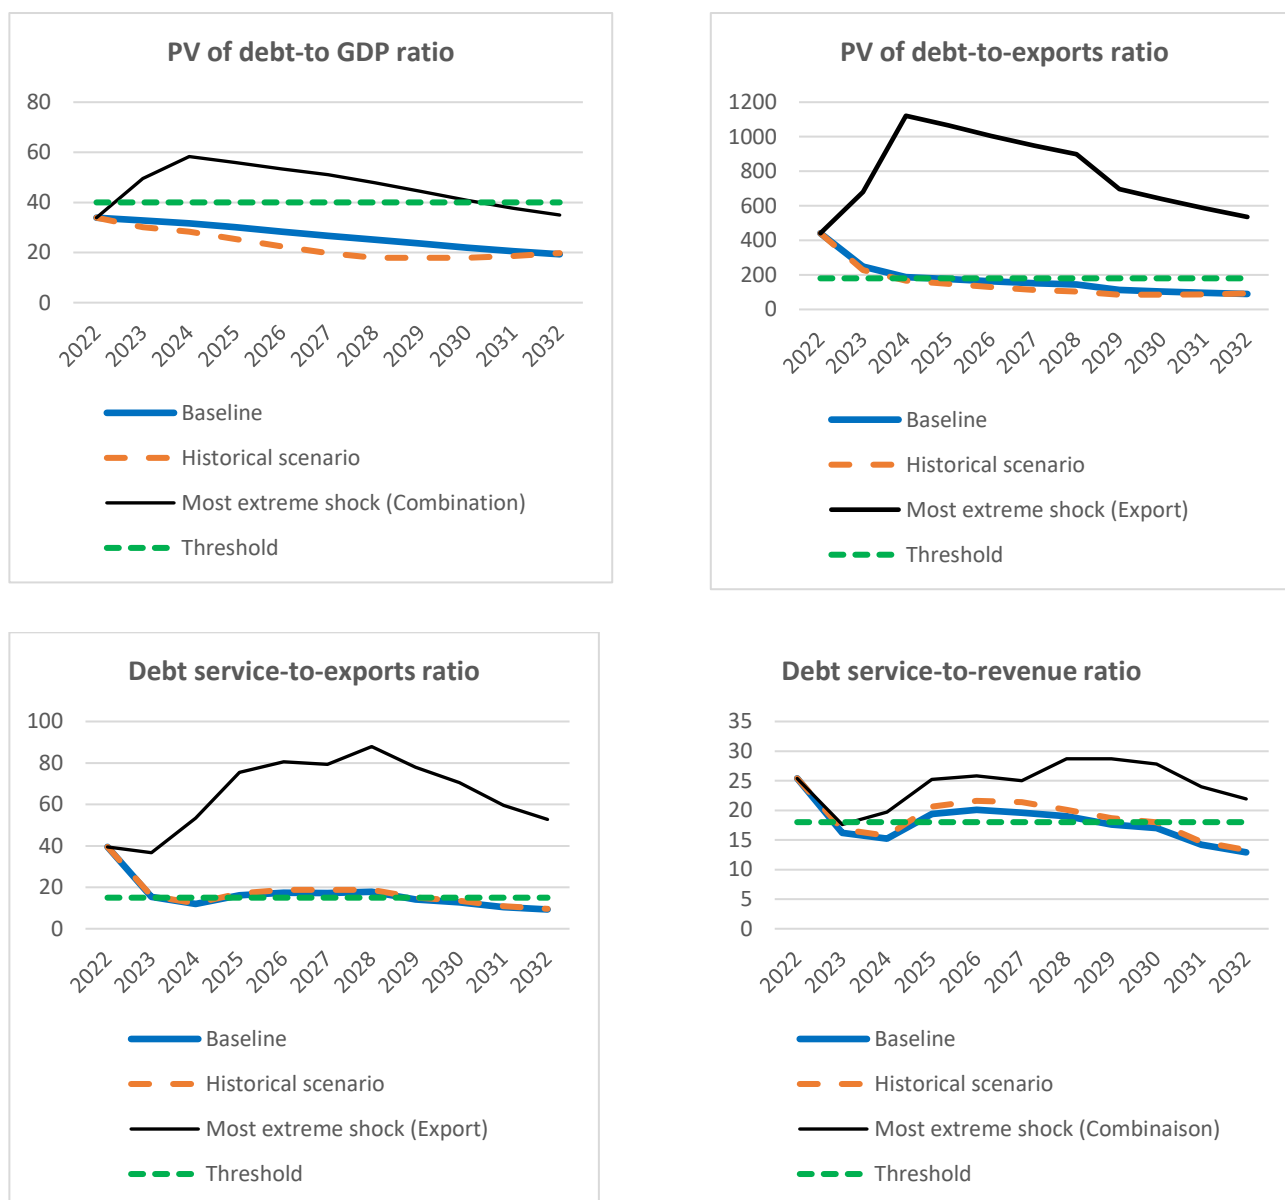 PV of debt-to GDP ratio
80
60
40
20
0
2022 2023 2024 2025 2026 2027 2028 2029 2030 2031 2032
Baseline
Historical scenario
Most extreme shock (Combination)
Threshold
PV of debt-to-exports ratio
1200
1000
800
600
400
200
0
2022 2023 2024 2025 2026 2027 2028 2029 2030 2031 2032
Baseline
Historical scenario
Most extreme shock (Export)
Threshold
Debt service-to-exports ratio
100
80
60
40
20
0
2022 2023 2024 2025 2026 2027 2028 2029 2030 2031 2032
Baseline
Historical scenario
Most extreme shock (Export)
Threshold
Debt service-to-revenue ratio
35
30
25
20
15
10
5
0
2022 2023 2024 2025 2026 2027 2028 2029 2030 2031 2032
Baseline
Historical scenario
Most extreme shock (Combinaison)
Threshold